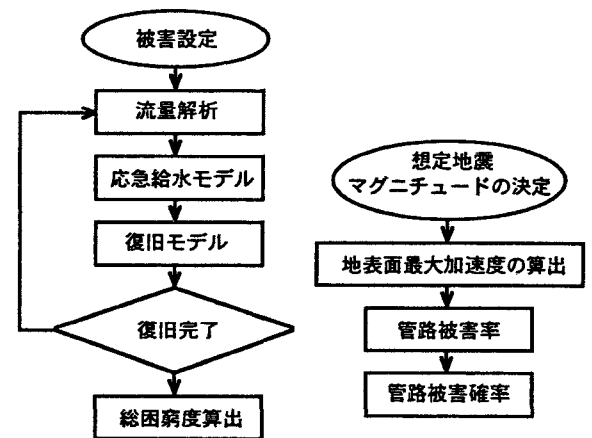 被害設定
流量解析
応急給水モデル
復旧モデル
復旧完了
総困窮度算出
想定地震
マグニチュードの決定
地表面最大加速度の算出
管路被害率
管路被害確率